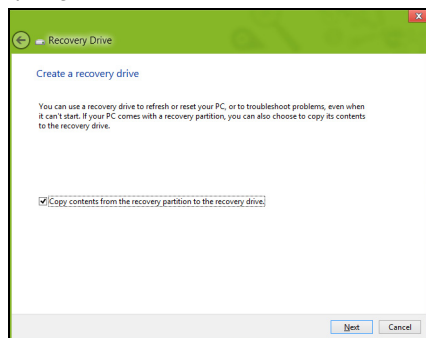 Recovery Drive
Create a recovery drive
You can use a recovery drive to refresh or reset your PC, or to troubleshoot problems, even when
it can't start. If your PC comes with a recovery partition, you can also choose to copy its contents
to the recovery drive.
Copy contents from the recovery partition to the recovery drive.
Next Cancel